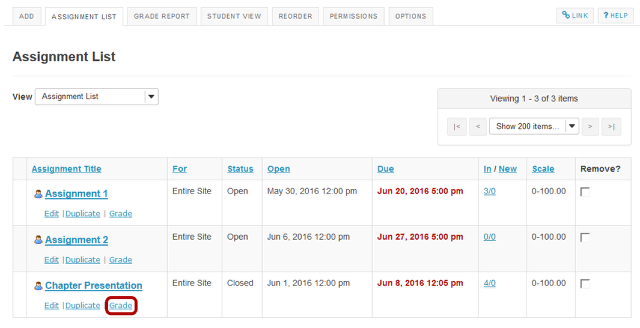 ADD ASSIGNMENT LIST GRADE REPORT STUDENT VIEW REORDER PERMISSIONS OPTIONS LINK ? HELP
Assignment List
View Assignment List
Viewing 1 - 3 of 3 items
|< < Show 200 items... > >|
Assignment Title For Status Open Due In / New Scale Remove?
Assignment 1 Entire Site Open May 30, 2016 12:00 pm Jun 20, 2016 5:00 pm 3/0 0-100.00
Edit | Duplicate | Grade
Assignment 2 Entire Site Open Jun 6, 2016 12:00 pm Jun 27, 2016 5:00 pm 0/0 0-100.00
Edit | Duplicate | Grade
Chapter Presentation Entire Site Closed Jun 1, 2016 12:00 pm Jun 8, 2016 12:05 pm 4/0 0-100.00
Edit | Duplicate | Grade